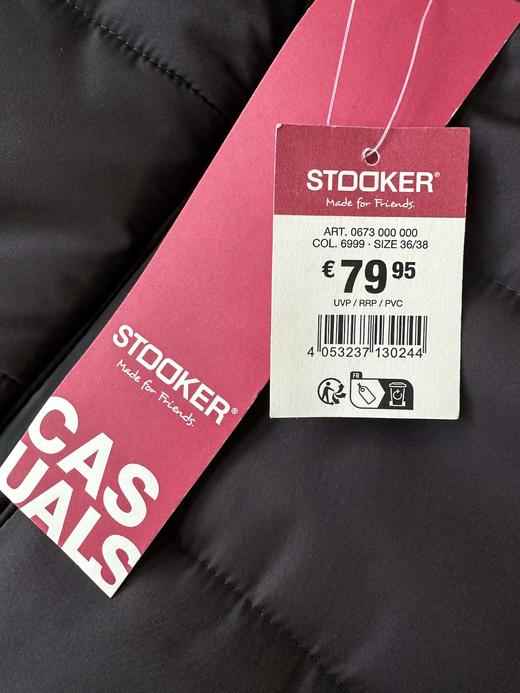 STOOKER®
Made for Friends.
ART. 0673 000 000
COL. 6999 · SIZE 36/38
€ 79 95
UVP / RRP / PVC
4 053237 130244
FR
STOOKER®
Made for Friends.
CAS
UALS